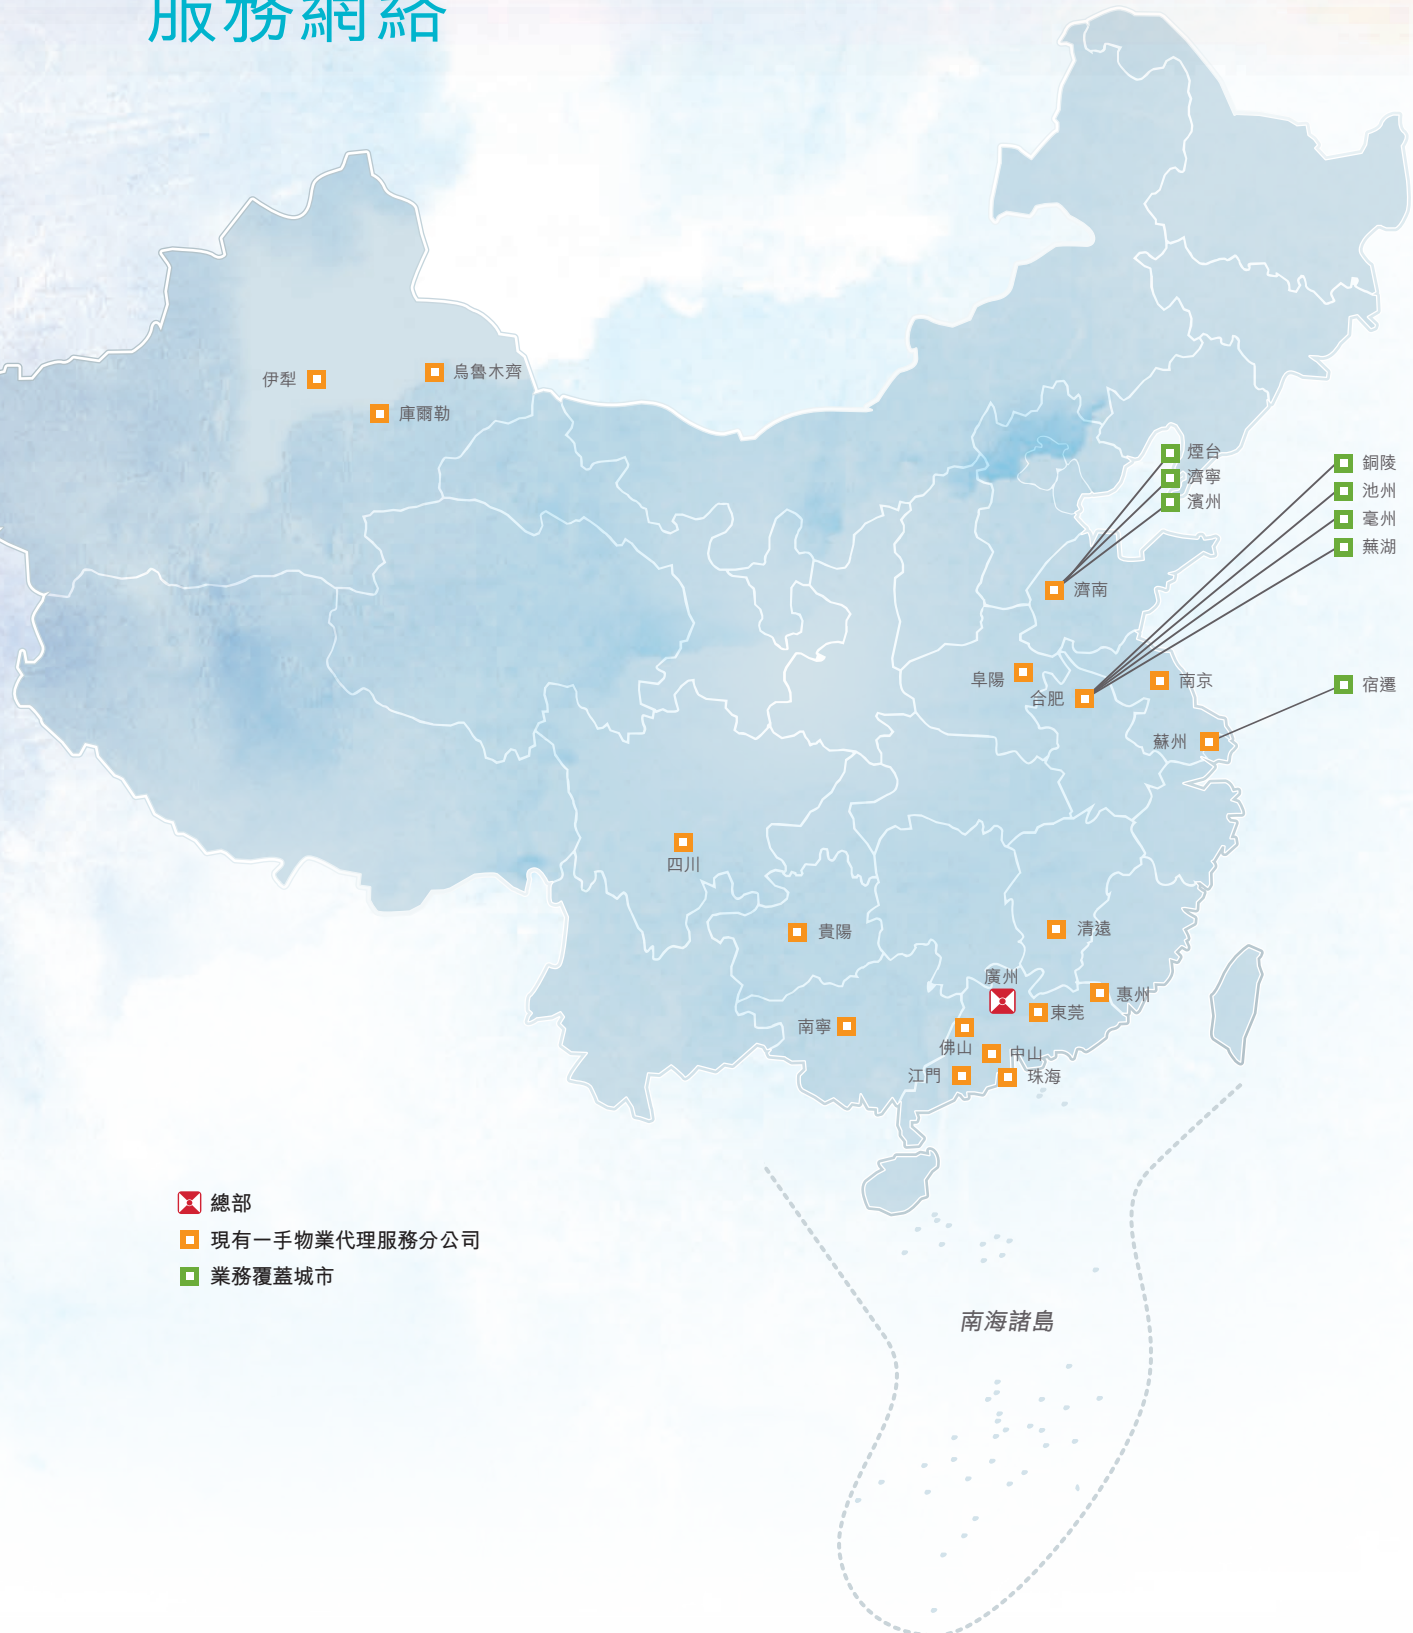 服務網絡
伊犁
烏魯木齊
庫爾勒
煙台
濟寧
濱州
銅陵
池州
亳州
蕪湖
濟南
阜陽
合肥
南京
宿遷
蘇州
四川
貴陽
清遠
廣州
惠州
東莞
南寧
佛山
中山
江門
珠海
總部
現有一手物業代理服務分公司
業務覆蓋城市
南海諸島